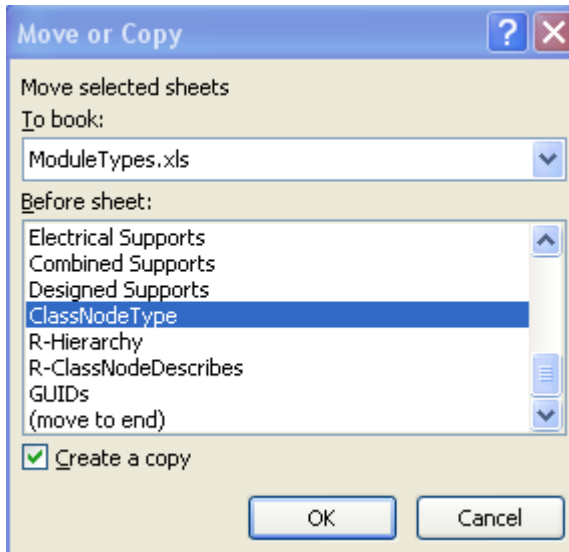 Move or Copy
Move selected sheets
To book:
ModuleTypes.xls
Before sheet:
Electrical Supports
Combined Supports
Designed Supports
ClassNodeType
R-Hierarchy
R-ClassNodeDescribes
GUIDs
(move to end)
Create a copy
OK Cancel